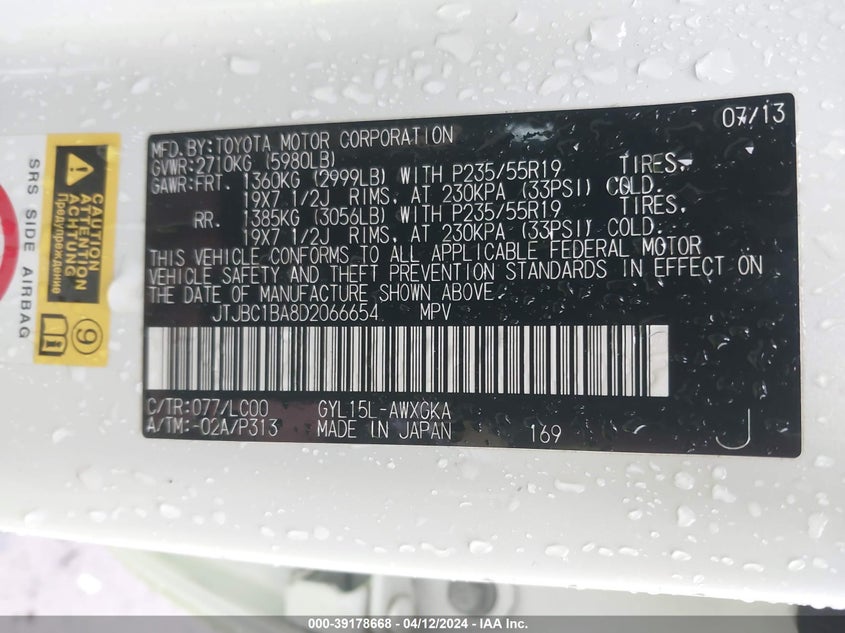 07/13
MFD. BY: TOYOTA MOTOR CORPORATION
GVWR: 2710KG (5980LB)
GAWR: FRT. 1360KG (2999LB) WITH P235/55R19 TIRES.
19X7 1/2J RIMS. AT 230KPA (33PSI) COLD.
RR. 1385KG (3056LB) WITH P235/55R19 TIRES.
19X7 1/2J RIMS. AT 230KPA (33PSI) COLD.
THIS VEHICLE CONFORMS TO ALL APPLICABLE FEDERAL MOTOR
VEHICLE SAFETY AND THEFT PREVENTION STANDARDS IN EFFECT ON
THE DATE OF MANUFACTURE SHOWN ABOVE.
JTJBC1BA8D2066654 MPV
C/TR: 077/LC00 GYL15L-AWXGKA
A/TM: -02A/P313 MADE IN JAPAN 169 J
SRS SIDE AIRBAG
CAUTION
ATTENTION
ACHTUNG
Предупреждение
9
000-39178668 - 04/12/2024 - IAA Inc.